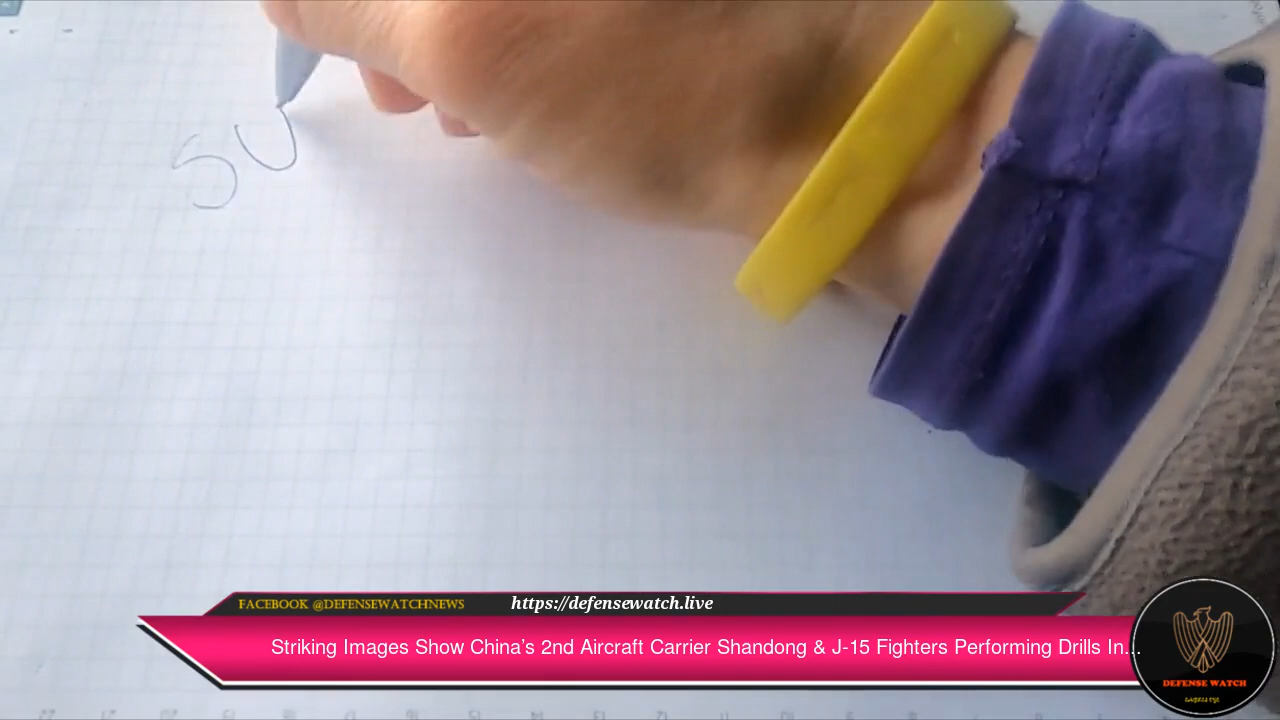 SU
FACEBOOK @DEFENSEWATCHNEWS
https://defensewatch.live
Striking Images Show China’s 2nd Aircraft Carrier Shandong & J-15 Fighters Performing Drills In...
DEFENSE WATCH